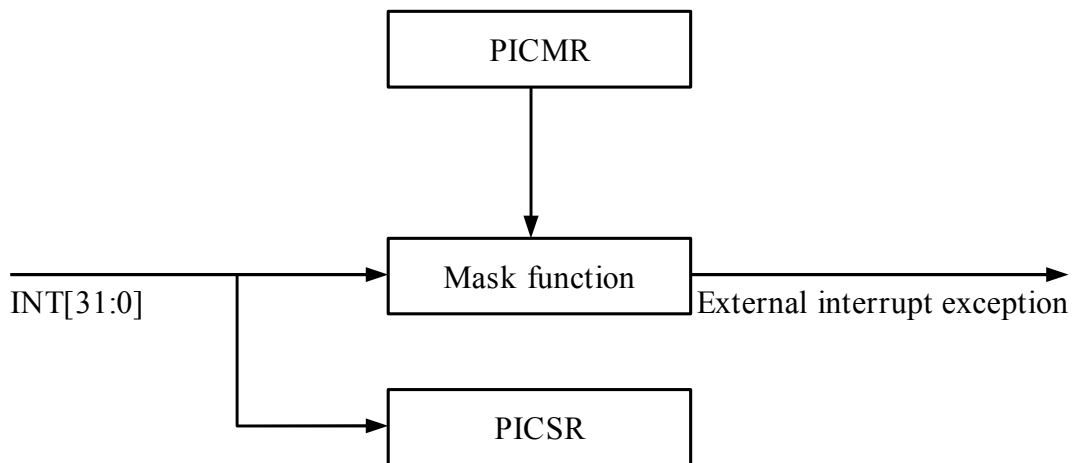 PICMR
Mask function
INT[31:0]
External interrupt exception
PICSR